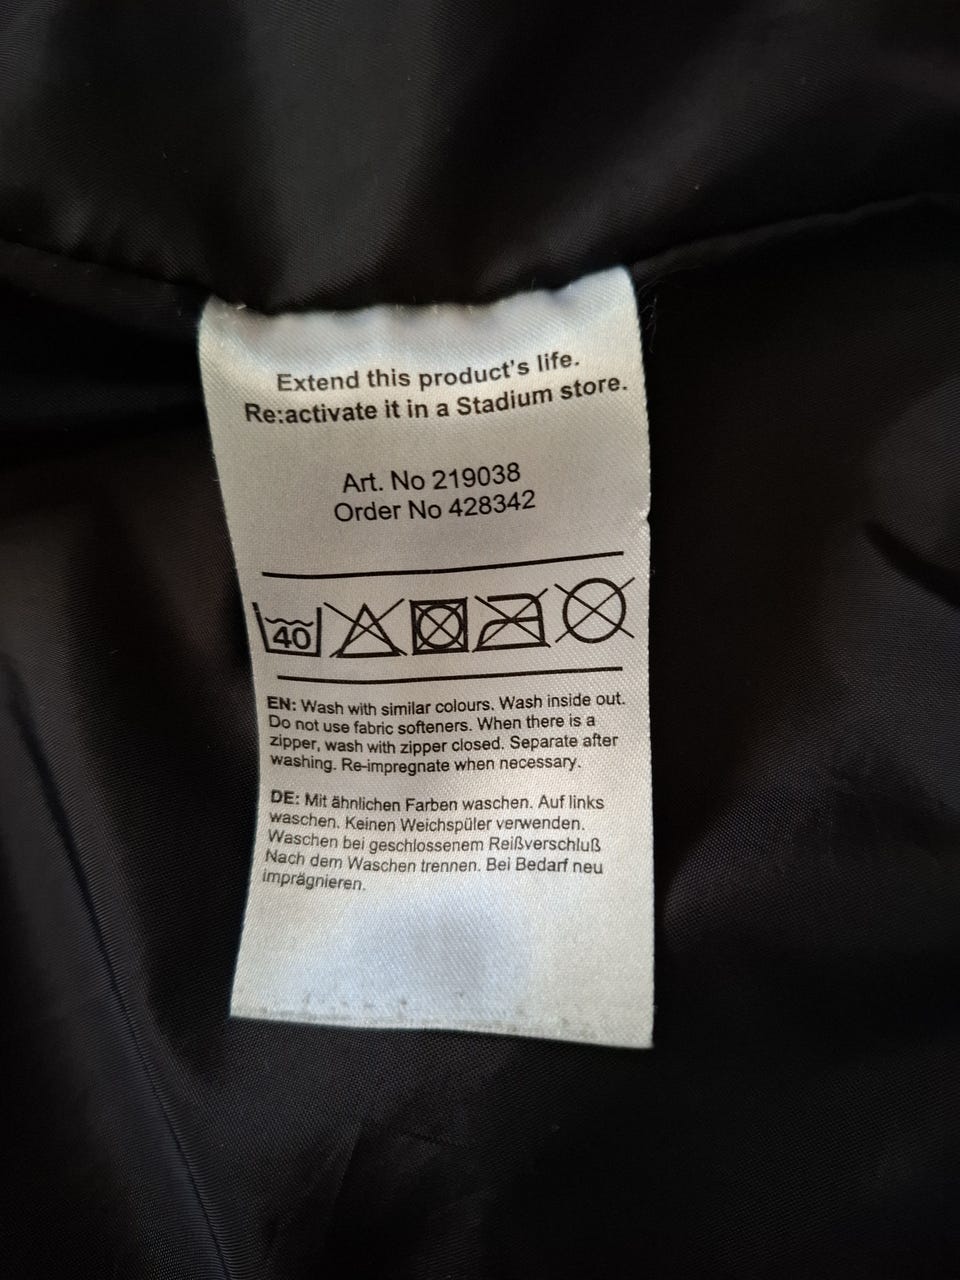 Extend this product's life.
Re:activate it in a Stadium store.
Art. No 219038
Order No 428342
40
EN: Wash with similar colours. Wash inside out.
Do not use fabric softeners. When there is a
zipper, wash with zipper closed. Separate after
washing. Re-impregnate when necessary.
DE: Mit ähnlichen Farben waschen. Auf links
waschen. Keinen Weichspüler verwenden.
Waschen bei geschlossenem Reißverschluß
Nach dem Waschen trennen. Bei Bedarf neu
imprägnieren.